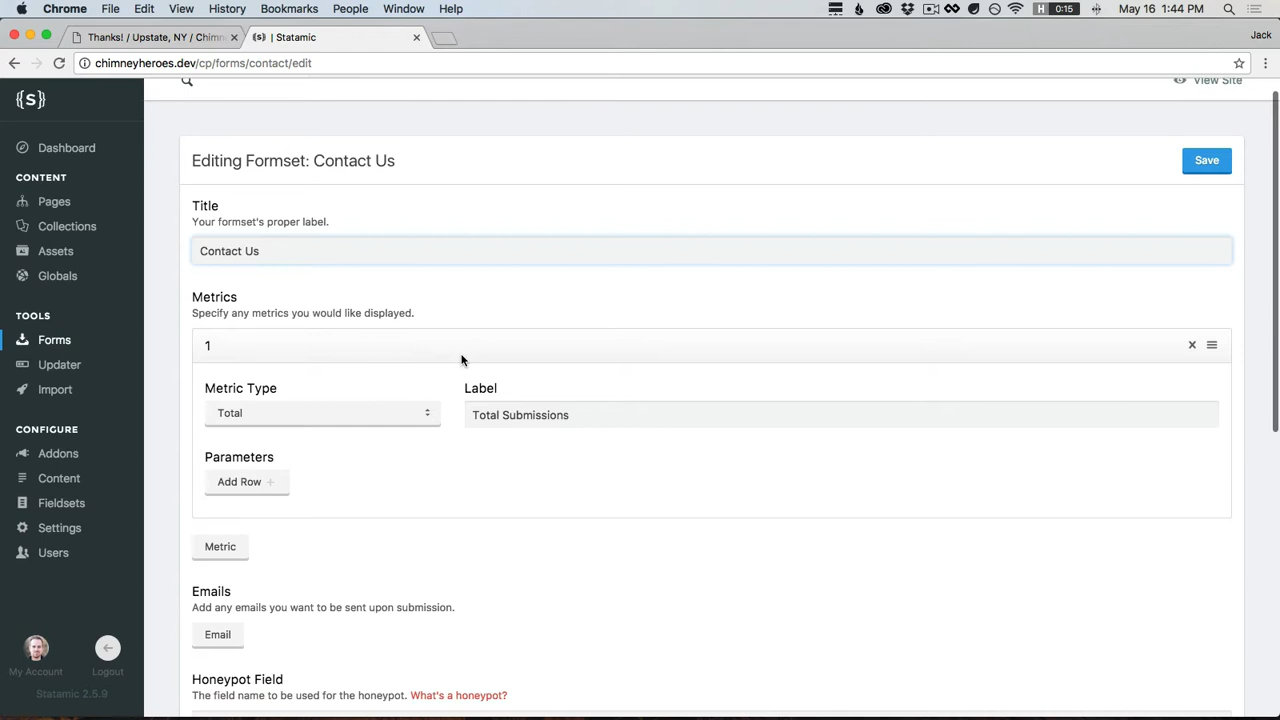 Chrome File Edit View History Bookmarks People Window Help H 0:15 May 16 1:44 PM
Thanks! / Upstate, NY / Chimne {s} | Statamic Jack
chimneyheroes.dev/cp/forms/contact/edit
{s} View Site
Dashboard
CONTENT
Pages
Collections
Assets
Globals
TOOLS
Forms
Updater
Import
CONFIGURE
Addons
Content
Fieldsets
Settings
Users
My Account Logout
Statamic 2.5.9
Editing Formset: Contact Us Save
Title
Your formset's proper label.
Contact Us
Metrics
Specify any metrics you would like displayed.
1
Metric Type Label
Total Total Submissions
Parameters
Add Row +
Metric
Emails
Add any emails you want to be sent upon submission.
Email
Honeypot Field
The field name to be used for the honeypot. What's a honeypot?